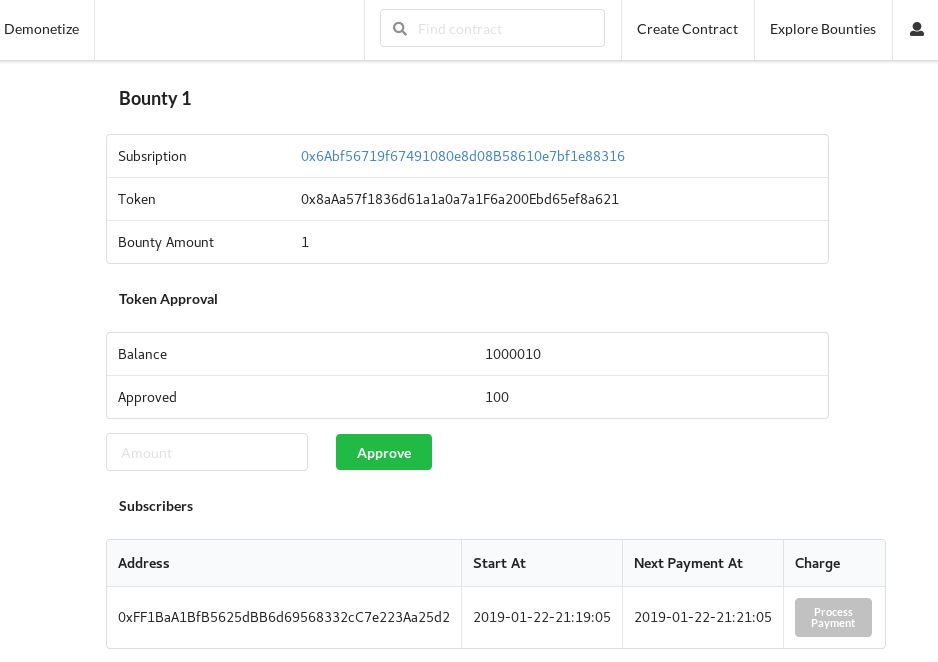 Demonetize
Find contract
Create Contract
Explore Bounties
Bounty 1
Subsription 0x6Abf56719f67491080e8d08B58610e7bf1e88316
Token 0x8aAa57f1836d61a1a0a7a1F6a200Ebd65ef8a621
Bounty Amount 1
Token Approval
Balance 1000010
Approved 100
Amount Approve
Subscribers
Address Start At Next Payment At Charge
0xFF1BaA1BfB5625dBB6d69568332cC7e223Aa25d2 2019-01-22-21:19:05 2019-01-22-21:21:05 Process
Payment